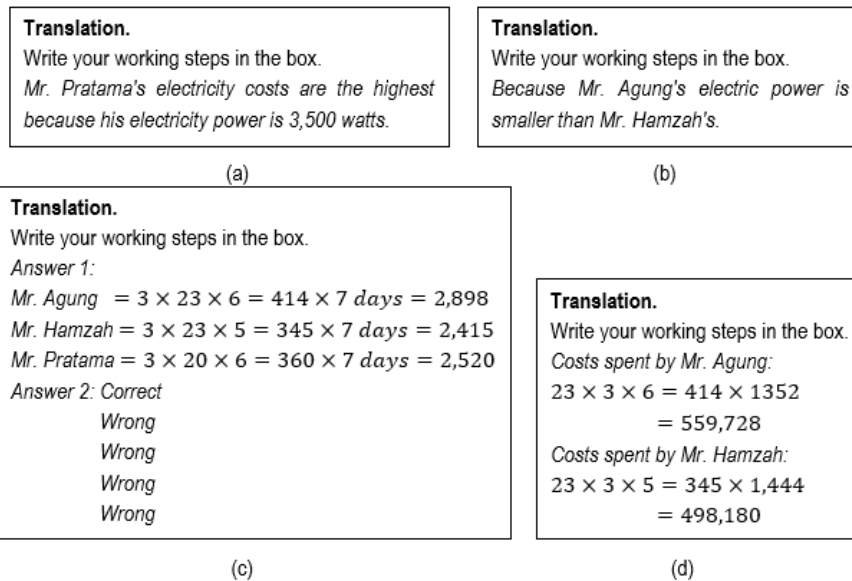 Translation.
Write your working steps in the box.
Mr. Pratama's electricity costs are the highest
because his electricity power is 3,500 watts.
(a)
Translation.
Write your working steps in the box.
Because Mr. Agung's electric power is
smaller than Mr. Hamzah's.
(b)
Translation.
Write your working steps in the box.
Answer 1:
Mr. Agung = 3 × 23 × 6 = 414 × 7 days = 2,898
Mr. Hamzah = 3 × 23 × 5 = 345 × 7 days = 2,415
Mr. Pratama = 3 × 20 × 6 = 360 × 7 days = 2,520
Answer 2: Correct
Wrong
Wrong
Wrong
Wrong
(c)
Translation.
Write your working steps in the box.
Costs spent by Mr. Agung:
23 × 3 × 6 = 414 × 1352
= 559,728
Costs spent by Mr. Hamzah:
23 × 3 × 5 = 345 × 1,444
= 498,180
(d)